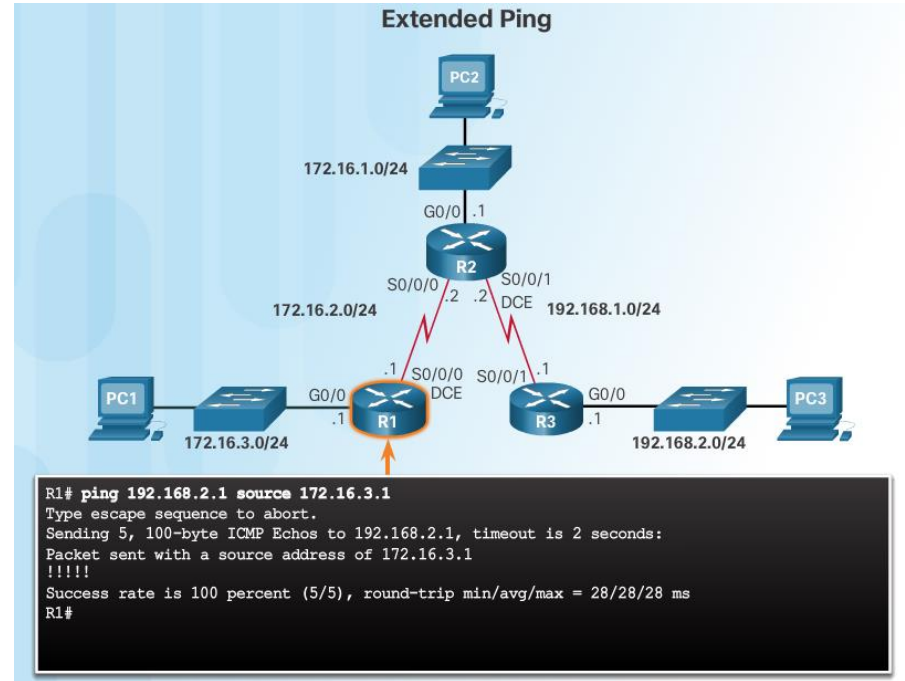 Extended Ping
PC2
172.16.1.0/24
G0/0 .1
R2
S0/0/0 .2 .2 S0/0/1
DCE
172.16.2.0/24 192.168.1.0/24
.1 S0/0/0
DCE
S0/0/1 .1
PC1 G0/0 .1 R1
172.16.3.0/24
R3 G0/0 .1 PC3
192.168.2.0/24
R1# ping 192.168.2.1 source 172.16.3.1
Type escape sequence to abort.
Sending 5, 100-byte ICMP Echos to 192.168.2.1, timeout is 2 seconds:
Packet sent with a source address of 172.16.3.1
!!!!!
Success rate is 100 percent (5/5), round-trip min/avg/max = 28/28/28 ms
R1#